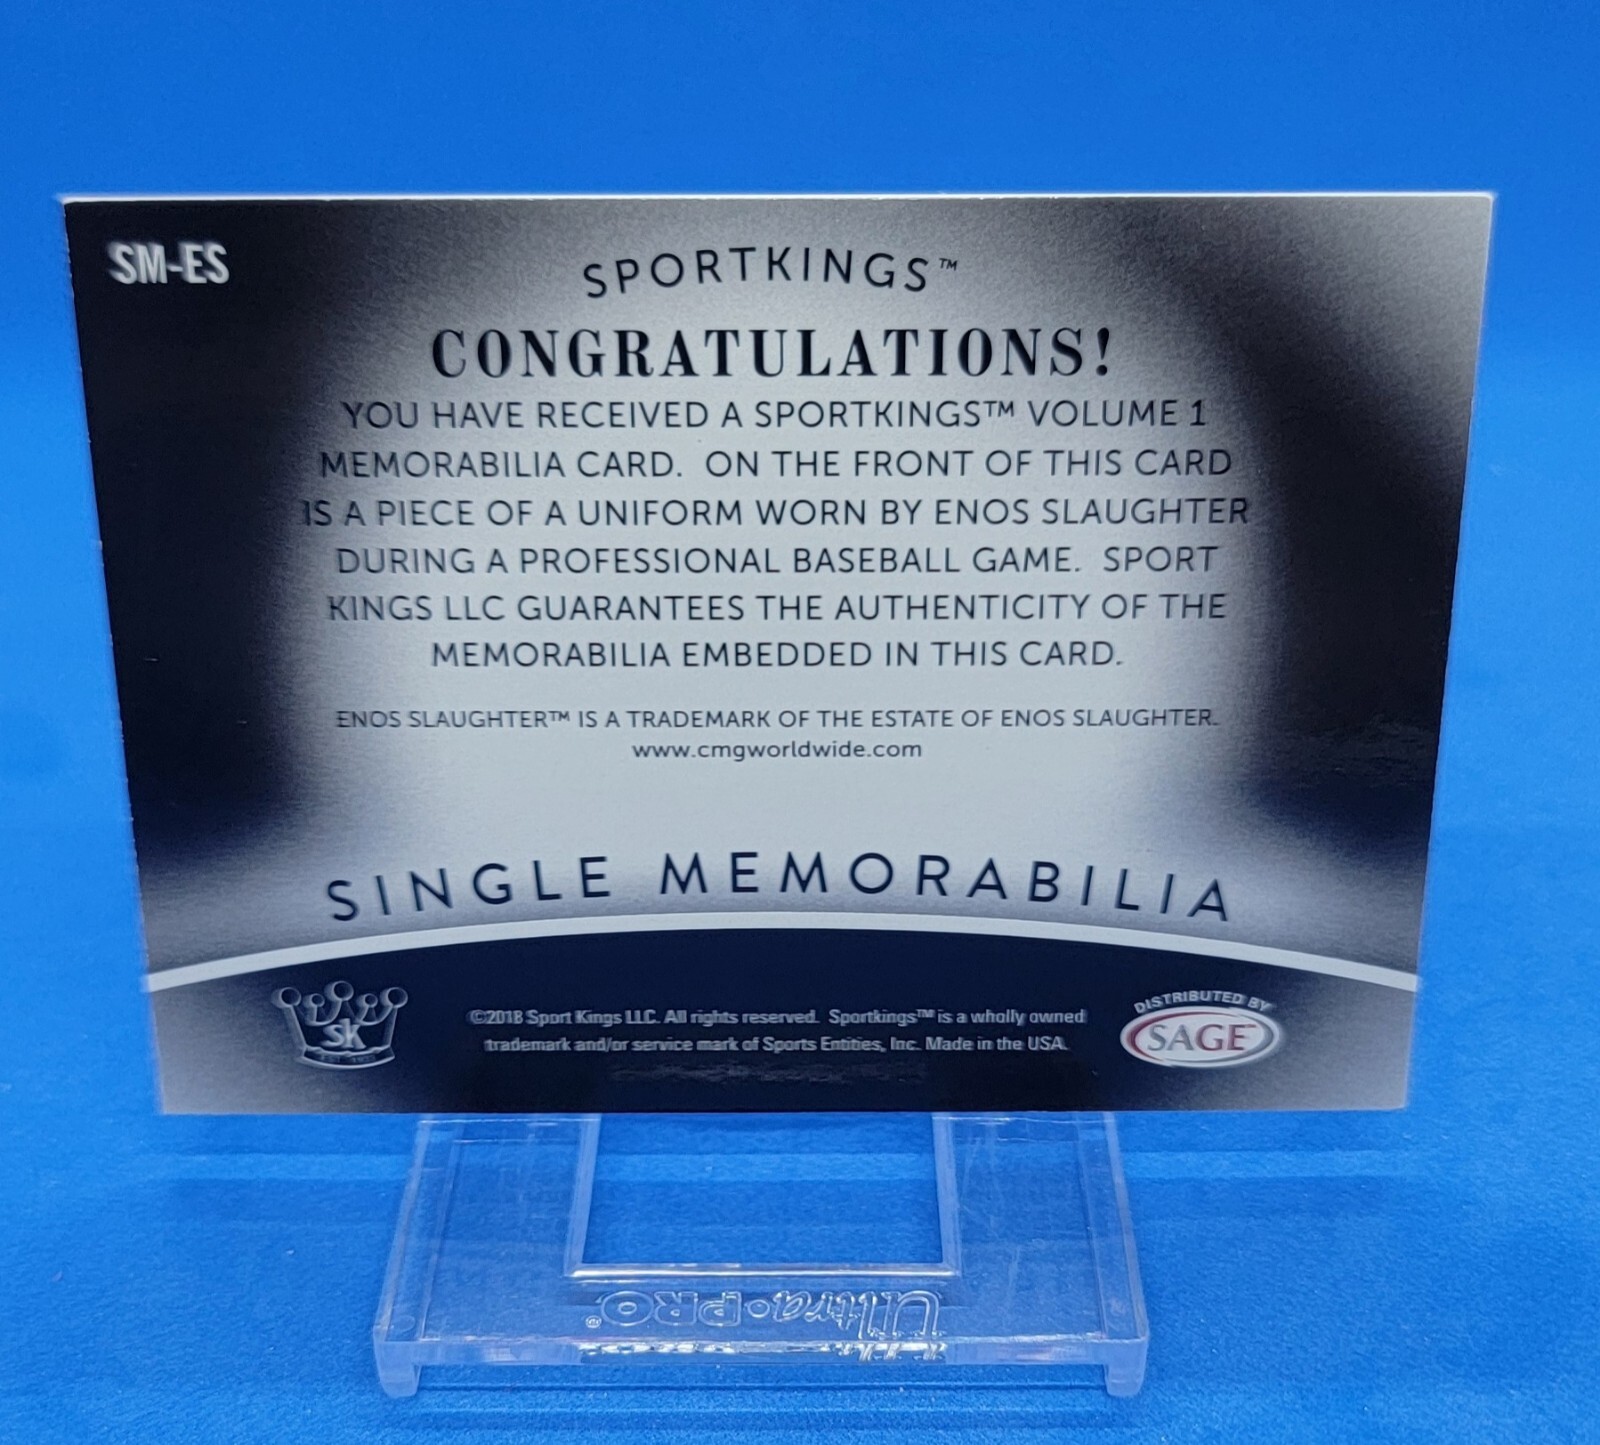 SM-ES
SPORTKINGS™
CONGRATULATIONS!
YOU HAVE RECEIVED A SPORTKINGS™ VOLUME 1
MEMORABILIA CARD. ON THE FRONT OF THIS CARD
IS A PIECE OF A UNIFORM WORN BY ENOS SLAUGHTER
DURING A PROFESSIONAL BASEBALL GAME. SPORT
KINGS LLC GUARANTEES THE AUTHENTICITY OF THE
MEMORABILIA EMBEDDED IN THIS CARD.
ENOS SLAUGHTER™ IS A TRADEMARK OF THE ESTATE OF ENOS SLAUGHTER.
www.cmgworldwide.com
SINGLE MEMORABILIA
SK
©2018 Sport Kings LLC. All rights reserved. Sportkings™ is a wholly owned
trademark and/or service mark of Sports Entities, Inc. Made in the USA.
DISTRIBUTED BY
SAGE
Ultra•PRO®